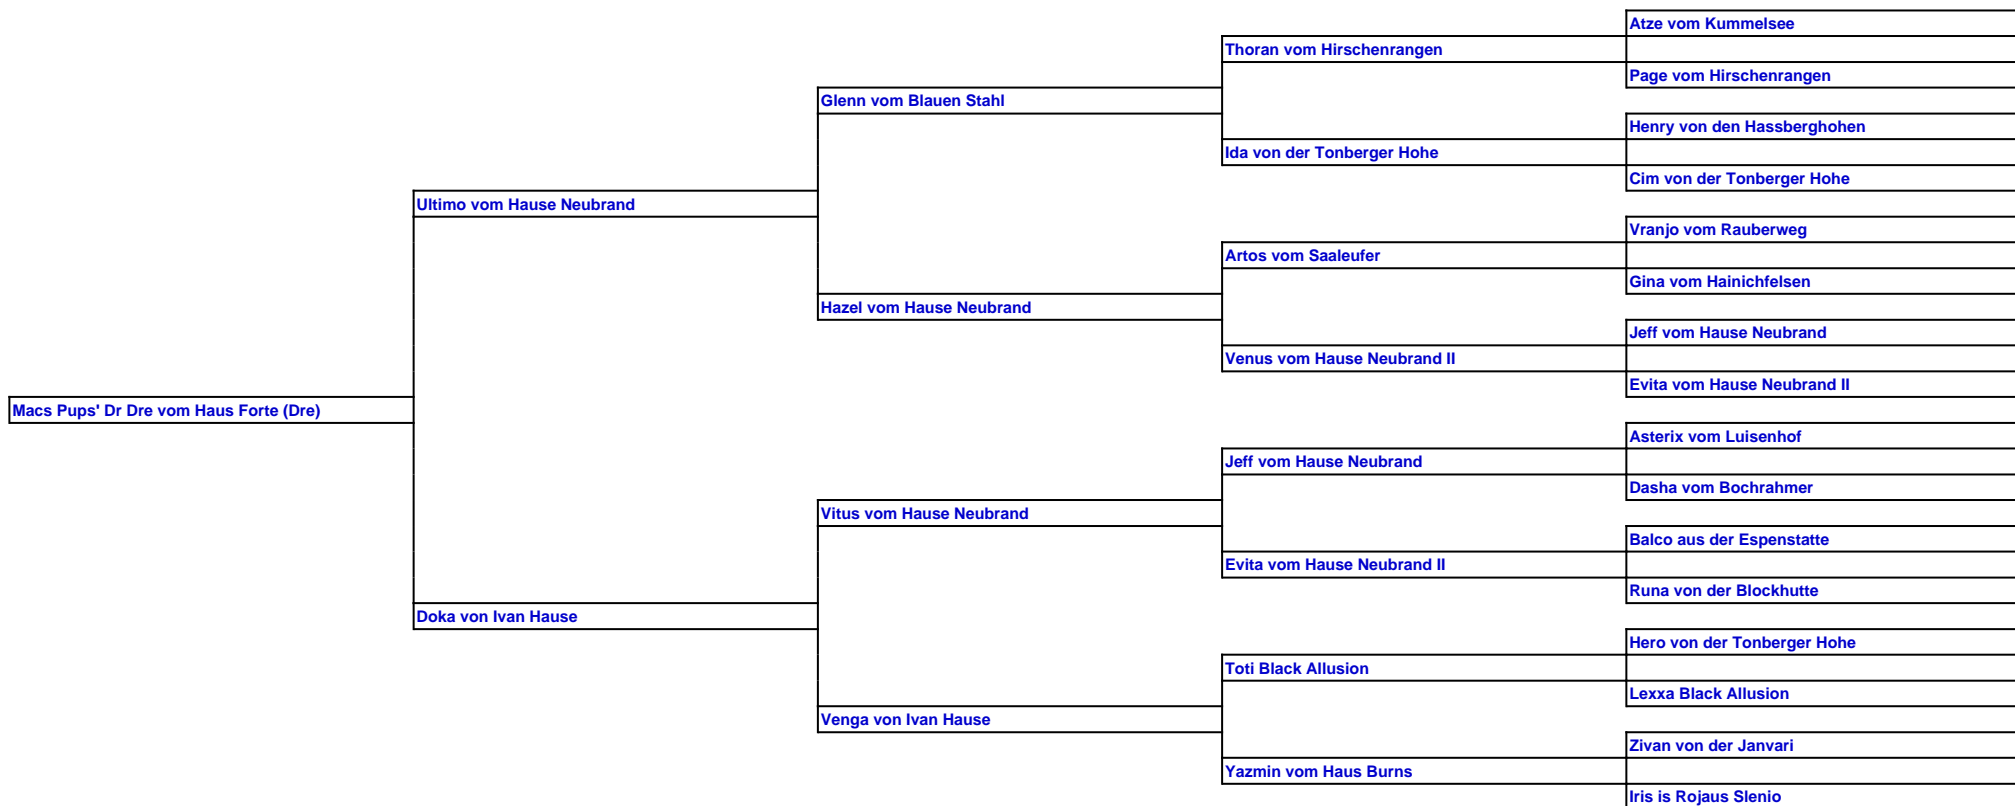 Atze vom Kummelsee
Thoran vom Hirschenrangen
Page vom Hirschenrangen
Glenn vom Blauen Stahl
Henry von den Hassberghohen
Ida von der Tonberger Hohe
Cim von der Tonberger Hohe
Ultimo vom Hause Neubrand
Vranjo vom Rauberweg
Artos vom Saaleufer
Gina vom Hainichfelsen
Hazel vom Hause Neubrand
Jeff vom Hause Neubrand
Venus vom Hause Neubrand II
Evita vom Hause Neubrand II
Macs Pups' Dr Dre vom Haus Forte (Dre)
Asterix vom Luisenhof
Jeff vom Hause Neubrand
Dasha vom Bochrahmer
Vitus vom Hause Neubrand
Balco aus der Espenstatte
Evita vom Hause Neubrand II
Runa von der Blockhutte
Doka von Ivan Hause
Hero von der Tonberger Hohe
Toti Black Allusion
Lexxa Black Allusion
Venga von Ivan Hause
Zivan von der Janvari
Yazmin vom Haus Burns
Iris is Rojaus Slenio